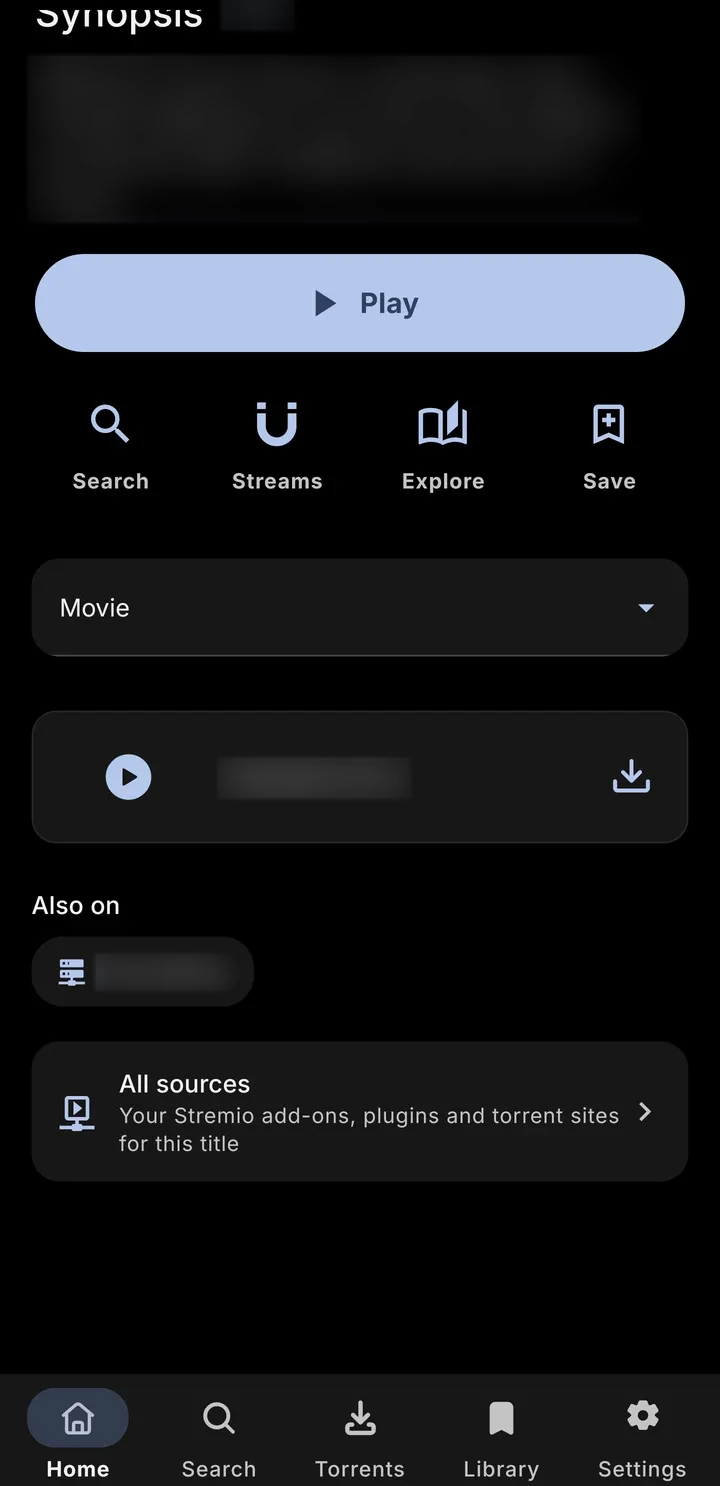 Synopsis
Play
Search
Streams
Explore
Save
Movie
Also on
All sources
Your Stremio add-ons, plugins and torrent sites
for this title
Home
Search
Torrents
Library
Settings